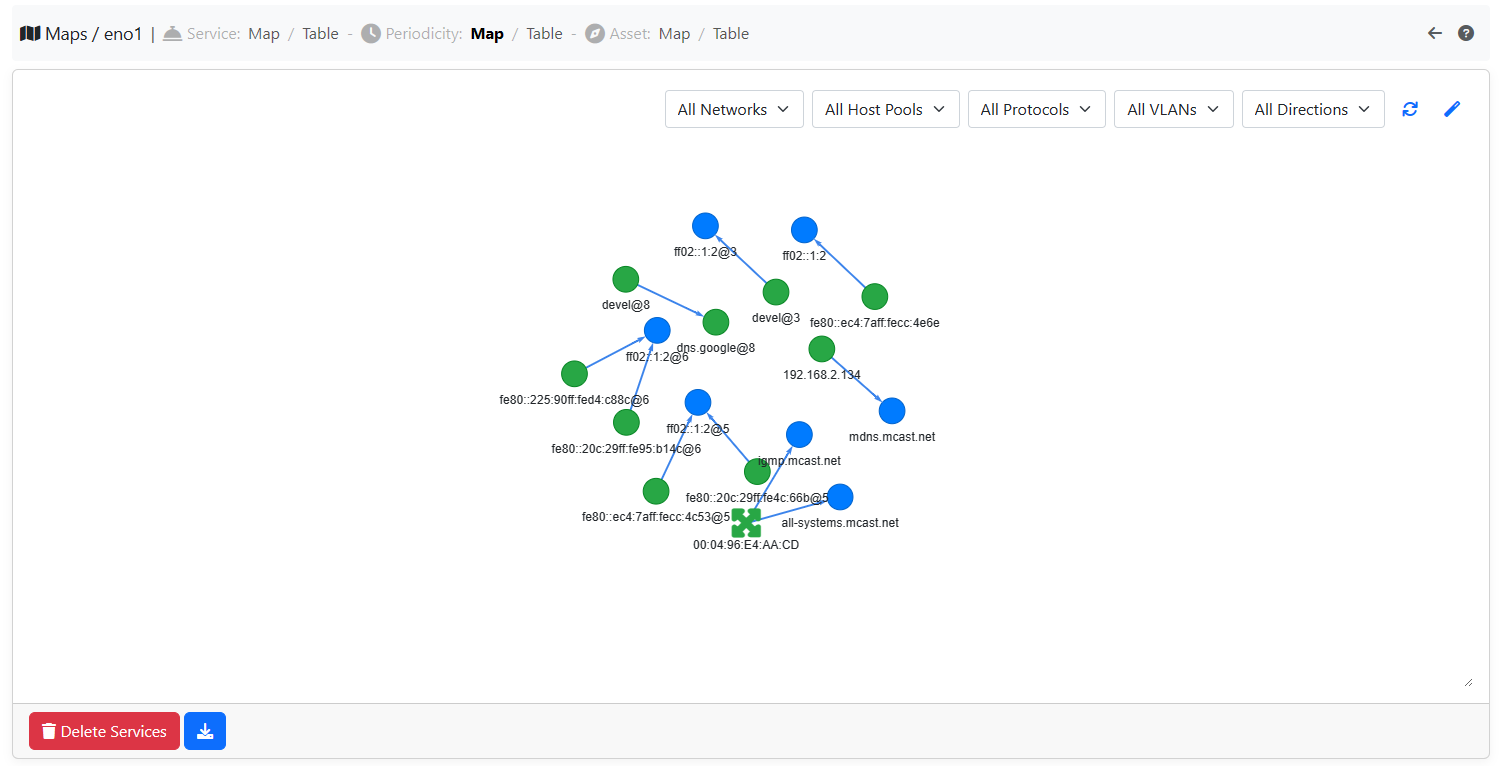 Maps / eno1 | Service: Map / Table - Periodicity: Map / Table - Asset: Map / Table
All Networks All Host Pools All Protocols All VLANs All Directions
ff02::1:2@3
ff02::1:2
devel@8
devel@3
fe80::ec4:7aff:fecc:4e6e
dns.google@8
ff02::1:2@6
192.168.2.134
fe80::225:90ff:fed4:c88c@6
ff02::1:2@5
mdns.mcast.net
fe80::20c:29ff:fe95:b14c@6
igmp.mcast.net
fe80::20c:29ff:fe4c:66b@5
fe80::ec4:7aff:fecc:4c53@5
all-systems.mcast.net
00:04:96:E4:AA:CD
Delete Services